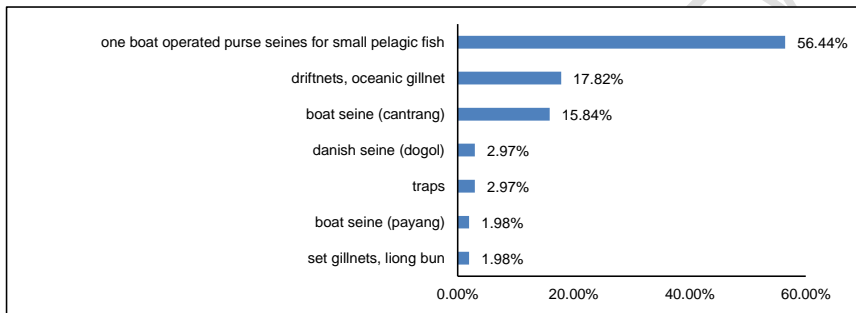 one boat operated purse seines for small pelagic fish
56.44%
driftnets, oceanic gillnet
17.82%
boat seine (cantrang)
15.84%
danish seine (dogol)
2.97%
traps
2.97%
boat seine (payang)
1.98%
set gillnets, liong bun
1.98%
0.00% 20.00% 40.00% 60.00%